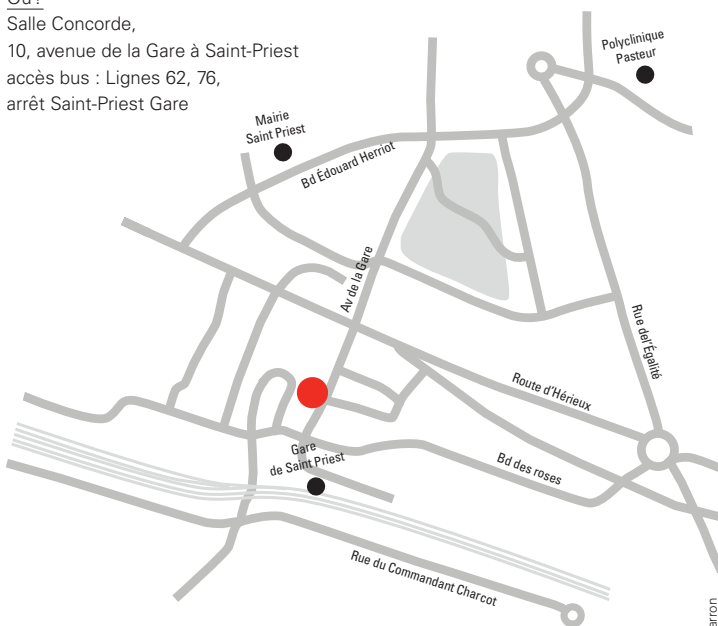 Où?
Salle Concorde,
10, avenue de la Gare à Saint-Priest
accès bus : Lignes 62, 76,
arrêt Saint-Priest Gare
Polyclinique
Pasteur
Mairie
Saint Priest
Bd Édouard Herriot
Av de la Gare
Rue del'Égalité
Route d'Hérieux
Gare
de Saint Priest
Bd des roses
Rue du Commandant Charcot